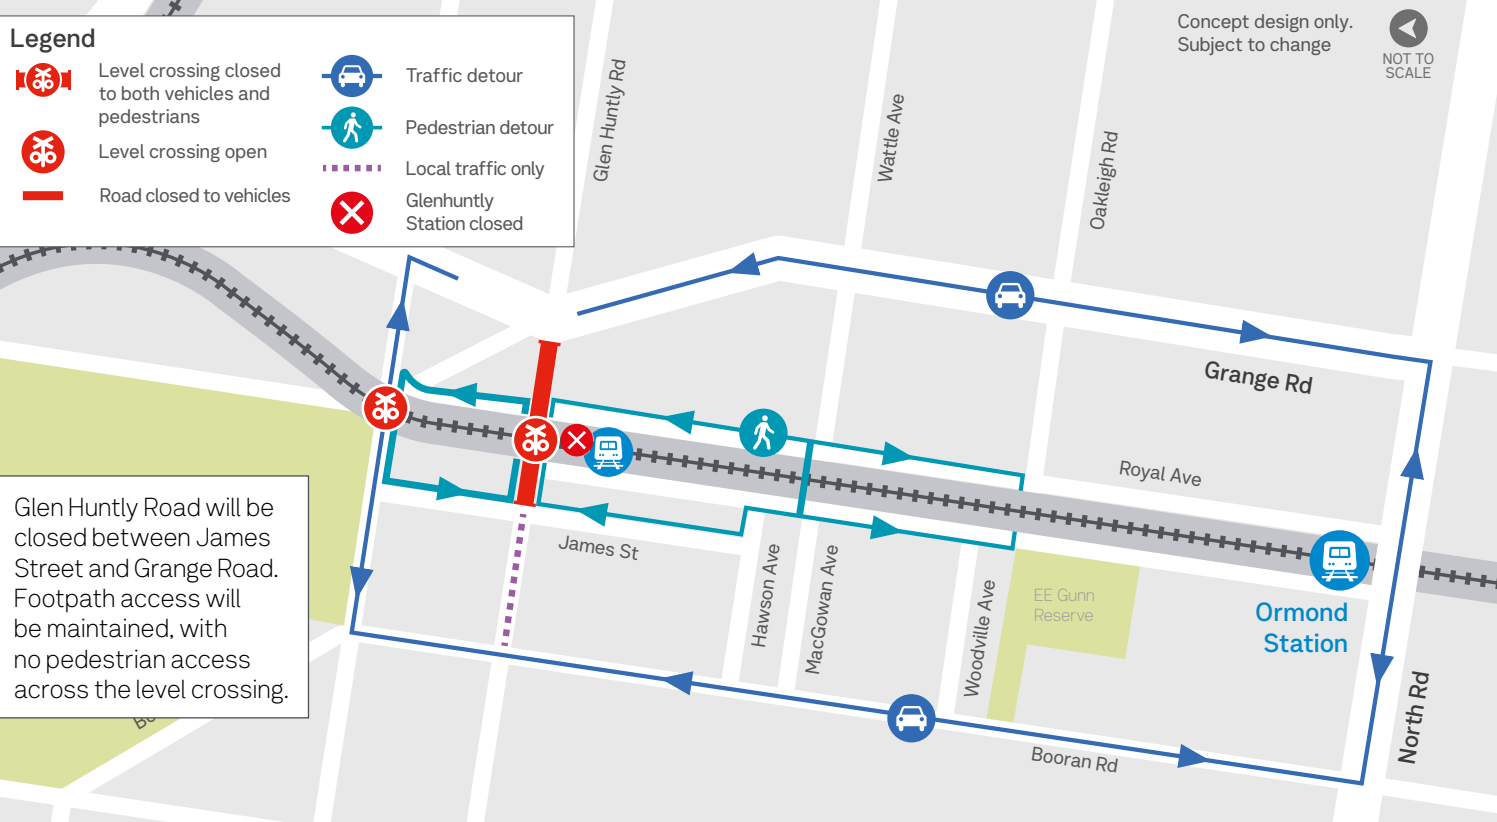 Legend
Level crossing closed
to both vehicles and
pedestrians
Level crossing open
Road closed to vehicles
Traffic detour
Pedestrian detour
Local traffic only
Glenhuntly
Station closed
Concept design only.
Subject to change
NOT TO
SCALE
Glen Huntly Rd
Wattle Ave
Oakleigh Rd
Grange Rd
Royal Ave
James St
Hawson Ave
MacGowan Ave
Woodville Ave
EE Gunn
Reserve
Ormond
Station
North Rd
Booran Rd
Glen Huntly Road will be
closed between James
Street and Grange Road.
Footpath access will
be maintained, with
no pedestrian access
across the level crossing.